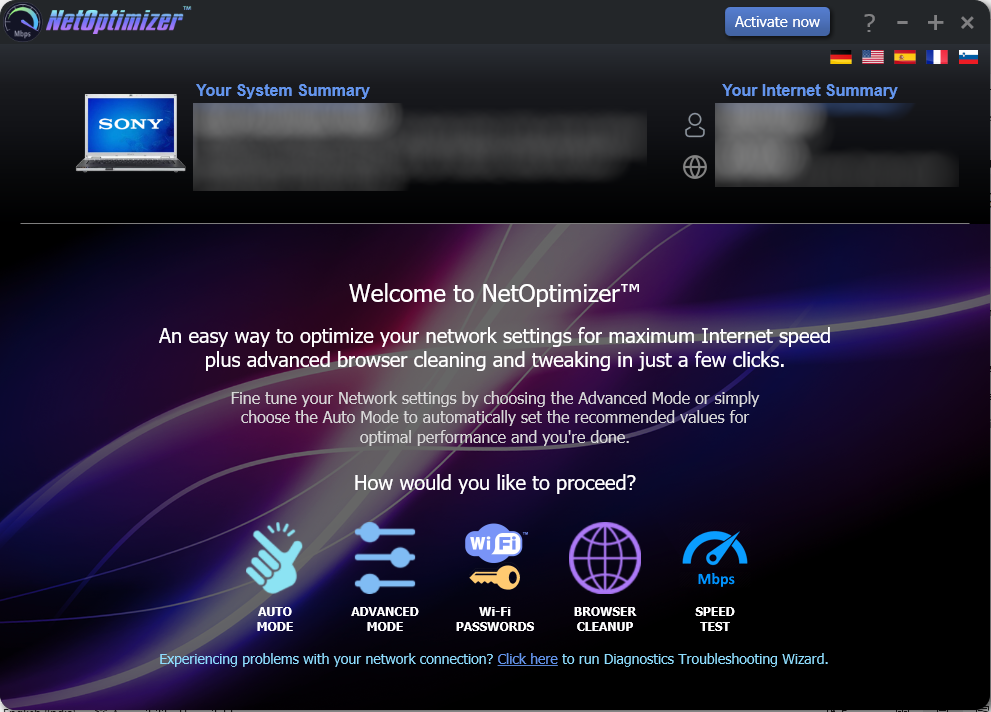 NetOptimizer™
Mbps
Activate now
Your System Summary
Your Internet Summary
SONY
Welcome to NetOptimizer™
An easy way to optimize your network settings for maximum Internet speed
plus advanced browser cleaning and tweaking in just a few clicks.
Fine tune your Network settings by choosing the Advanced Mode or simply
choose the Auto Mode to automatically set the recommended values for
optimal performance and you're done.
How would you like to proceed?
Wi Fi™
Mbps
AUTO
MODE
ADVANCED
MODE
Wi-Fi
PASSWORDS
BROWSER
CLEANUP
SPEED
TEST
Experiencing problems with your network connection? Click here to run Diagnostics Troubleshooting Wizard.